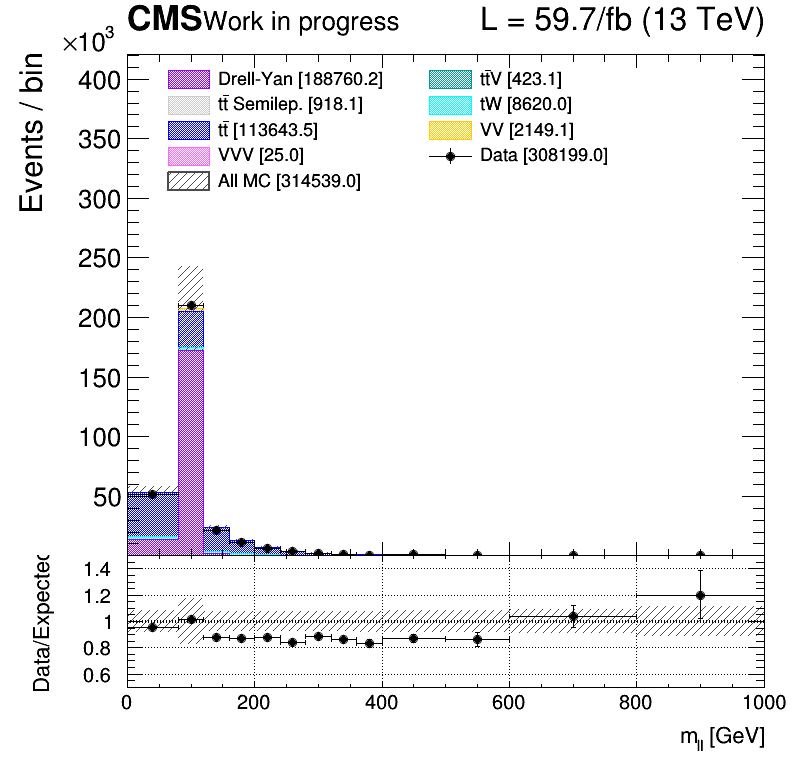 CMS Work in progress L = 59.7/fb (13 TeV)
×10³
Events / bin
400
350
300
250
200
150
100
50
Drell-Yan [188760.2]
tt̄ Semilep. [918.1]
tt̄ [113643.5]
VVV [25.0]
All MC [314539.0]
tt̄V [423.1]
tW [8620.0]
VV [2149.1]
Data [308199.0]
Data/Expected
1.4
1.2
1
0.8
0.6
0 200 400 600 800 1000
m_ll [GeV]